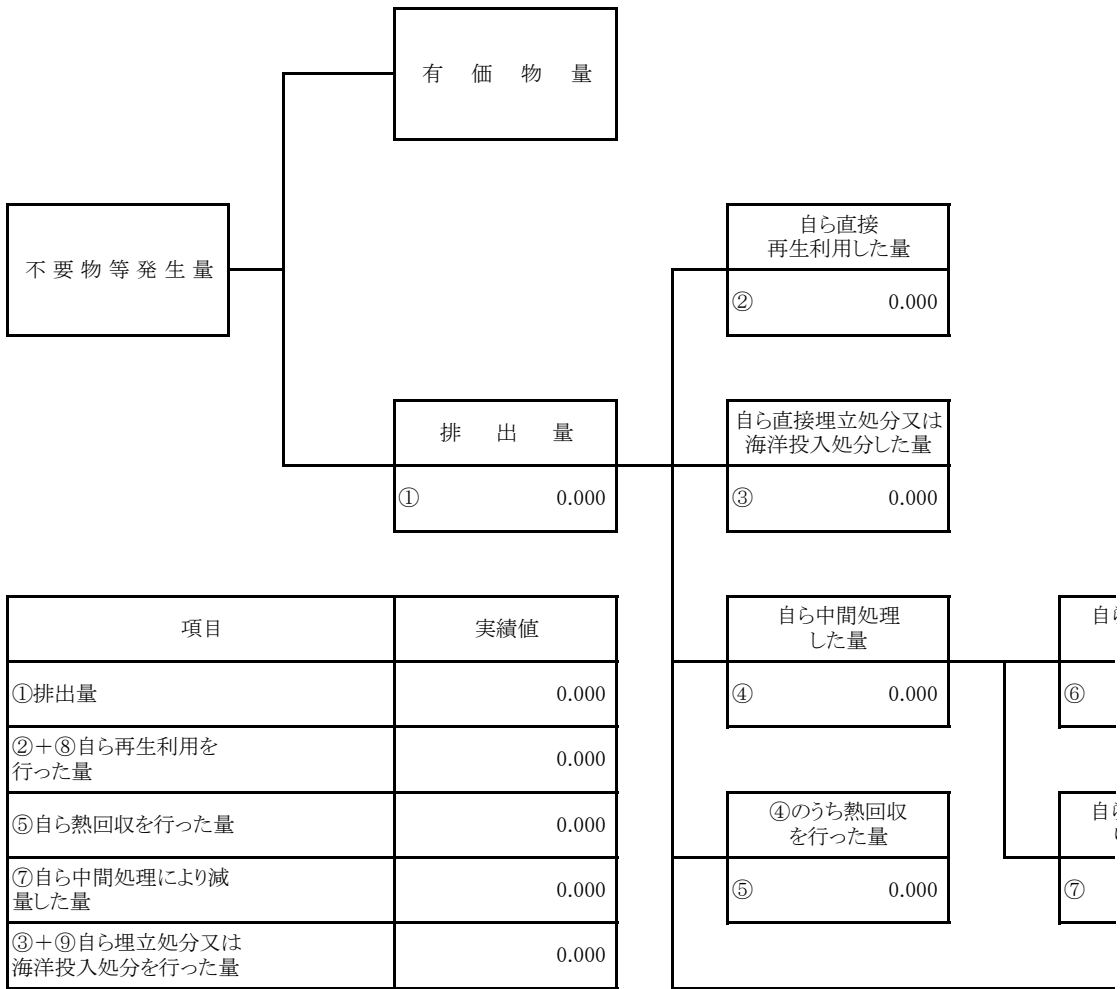 有価物量
不要物等発生量
自ら直接
再生利用した量
② 0.000
排出量
① 0.000
自ら直接埋立処分又は
海洋投入処分した量
③ 0.000
自ら中間処理
した量
④ 0.000
自
⑥
④のうち熱回収
を行った量
⑤ 0.000
自
⑦
項目 実績値
①排出量 0.000
②+⑧自ら再生利用を
行った量 0.000
⑤自ら熱回収を行った量 0.000
⑦自ら中間処理により減
量した量 0.000
③+⑨自ら埋立処分又は
海洋投入処分を行った量 0.000